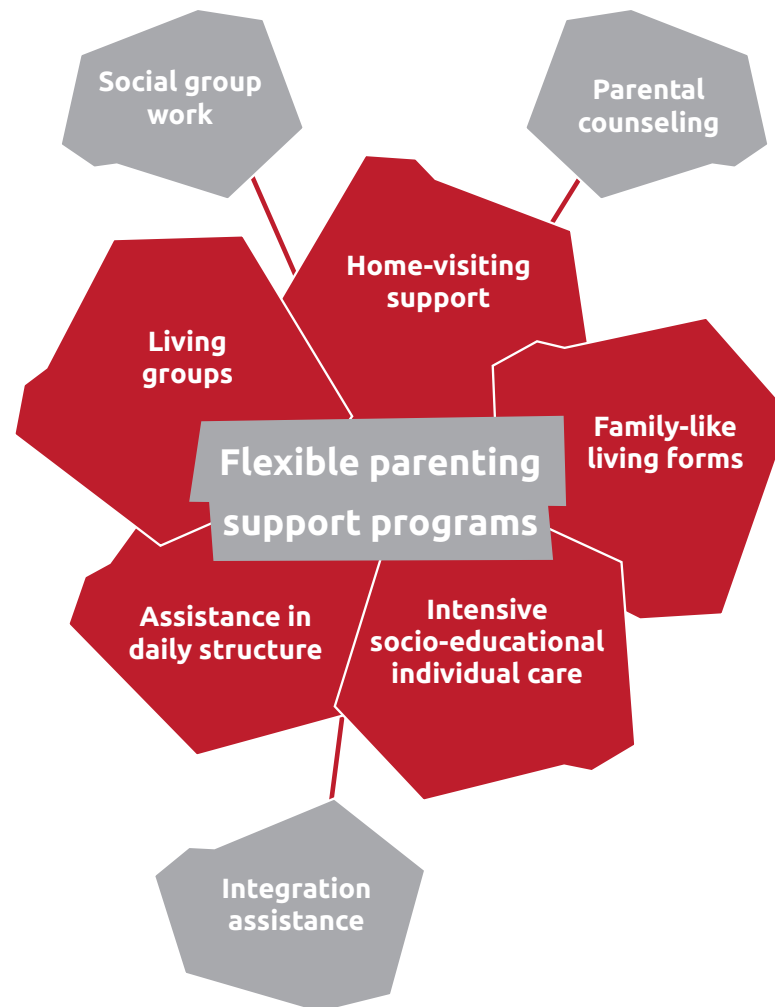 Social group
work
Parental
counseling
Home-visiting
support
Living
groups
Family-like
living forms
Flexible parenting
support programs
Assistance in
daily structure
Intensive
socio-educational
individual care
Integration
assistance